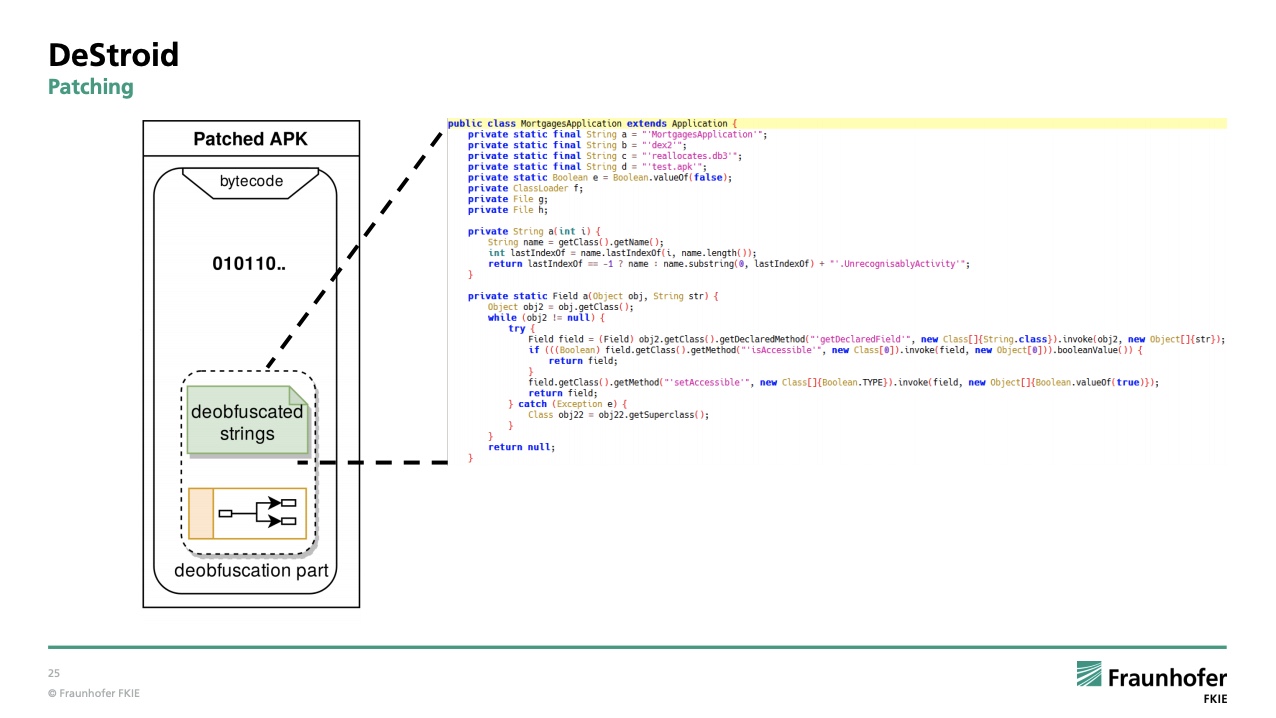 DeStroid
Patching
Patched APK
bytecode
010110..
deobfuscated
strings
deobfuscation part
public class MortgagesApplication extends Application {
private static final String a = "'MortgagesApplication'";
private static final String b = "'dex2'";
private static final String c = "'reallocates.db3'";
private static final String d = "'test.apk'";
private static Boolean e = Boolean.valueOf(false);
private ClassLoader f;
private File g;
private File h;
private String a(int i) {
String name = getClass().getName();
int lastIndexOf = name.lastIndexOf(i, name.length());
return lastIndexOf == -1 ? name : name.substring(0, lastIndexOf) + "'.UnrecognisablyActivity'";
}
private static Field a(Object obj, String str) {
Object obj2 = obj.getClass();
while (obj2 != null) {
try {
Field field = (Field) obj2.getClass().getDeclaredMethod("'getDeclaredField'", new Class[]{String.class}).invoke(obj2, new Object[]{str});
if (((Boolean) field.getClass().getMethod("'isAccessible'", new Class[0]).invoke(field, new Object[0])).booleanValue()) {
return field;
}
field.getClass().getMethod("'setAccessible'", new Class[]{Boolean.TYPE}).invoke(field, new Object[]{Boolean.valueOf(true)});
return field;
} catch (Exception e) {
Class obj22 = obj22.getSuperclass();
}
}
return null;
}
25
© Fraunhofer FKIE
Fraunhofer
FKIE